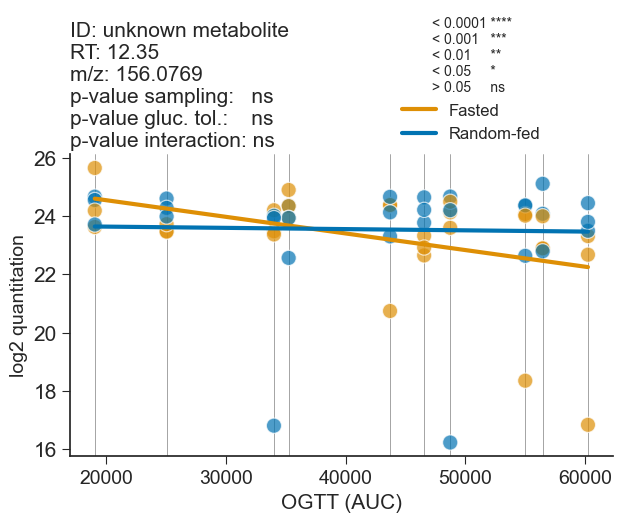 ID: unknown metabolite
RT: 12.35
m/z: 156.0769
p-value sampling: ns
p-value gluc. tol.: ns
p-value interaction: ns
< 0.0001 ****
< 0.001 ***
< 0.01 **
< 0.05 *
> 0.05 ns
Fasted
Random-fed
26
24
22
20
18
16
log2 quantitation
20000 30000 40000 50000 60000
OGTT (AUC)